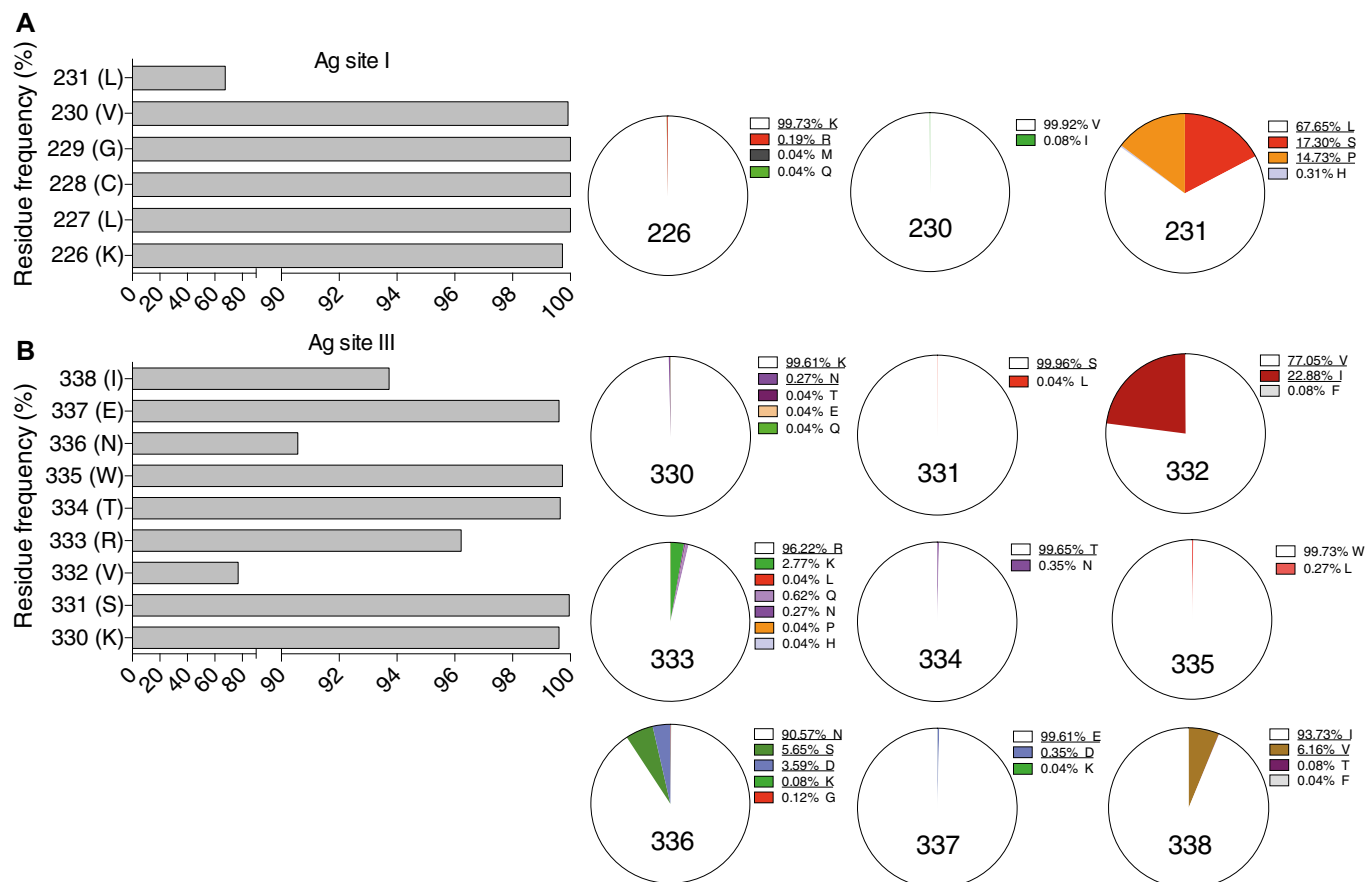 A
Ag site I
Residue frequency (%)
231 (L)
230 (V)
229 (G)
228 (C)
227 (L)
226 (K)
0 20 40 60 80 90 92 94 96 98 100
99.73% K
0.19% R
0.04% M
0.04% Q
226
99.92% V
0.08% I
230
67.65% L
17.30% S
14.73% P
0.31% H
231
B
Ag site III
Residue frequency (%)
338 (I)
337 (E)
336 (N)
335 (W)
334 (T)
333 (R)
332 (V)
331 (S)
330 (K)
0 20 40 60 80 90 92 94 96 98 100
99.61% K
0.27% N
0.04% T
0.04% E
0.04% Q
330
99.96% S
0.04% L
331
77.05% V
22.88% I
0.08% F
332
96.22% R
2.77% K
0.04% L
0.62% Q
0.27% N
0.04% P
0.04% H
333
99.65% T
0.35% N
334
99.73% W
0.27% L
335
90.57% N
5.65% S
3.59% D
0.08% K
0.12% G
336
99.61% E
0.35% D
0.04% K
337
93.73% I
6.16% V
0.08% T
0.04% F
338